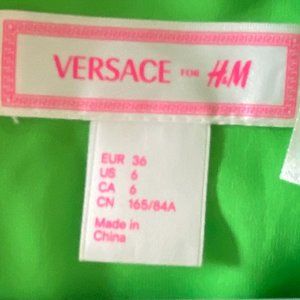 VERSACE FOR H&M
EUR 36
US 6
CA 6
CN 165/84A
Made in
China